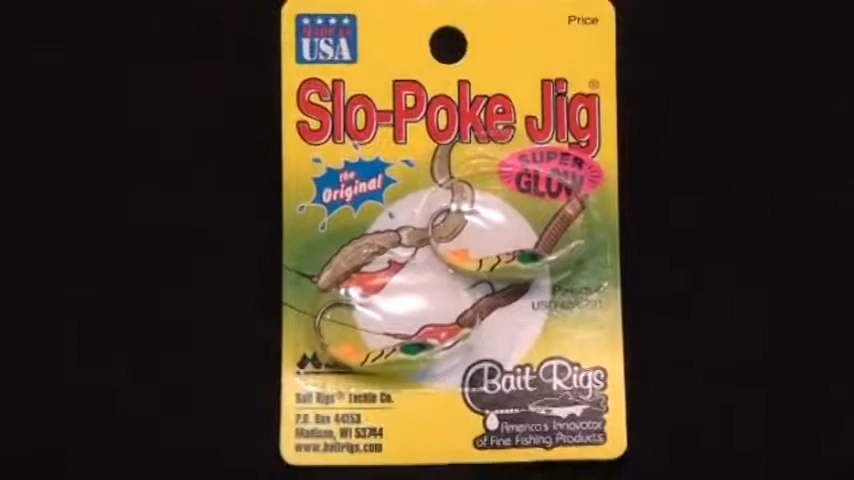 Price
MADE IN
USA
Slo-Poke Jig®
the
Original
SUPER
GLOW
Bait Rigs
America's Innovator
of Fine Fishing Products
Bait Rigs® Tackle Co.
P.O. Box 44153
Madison, WI 53744
www.baitrigs.com